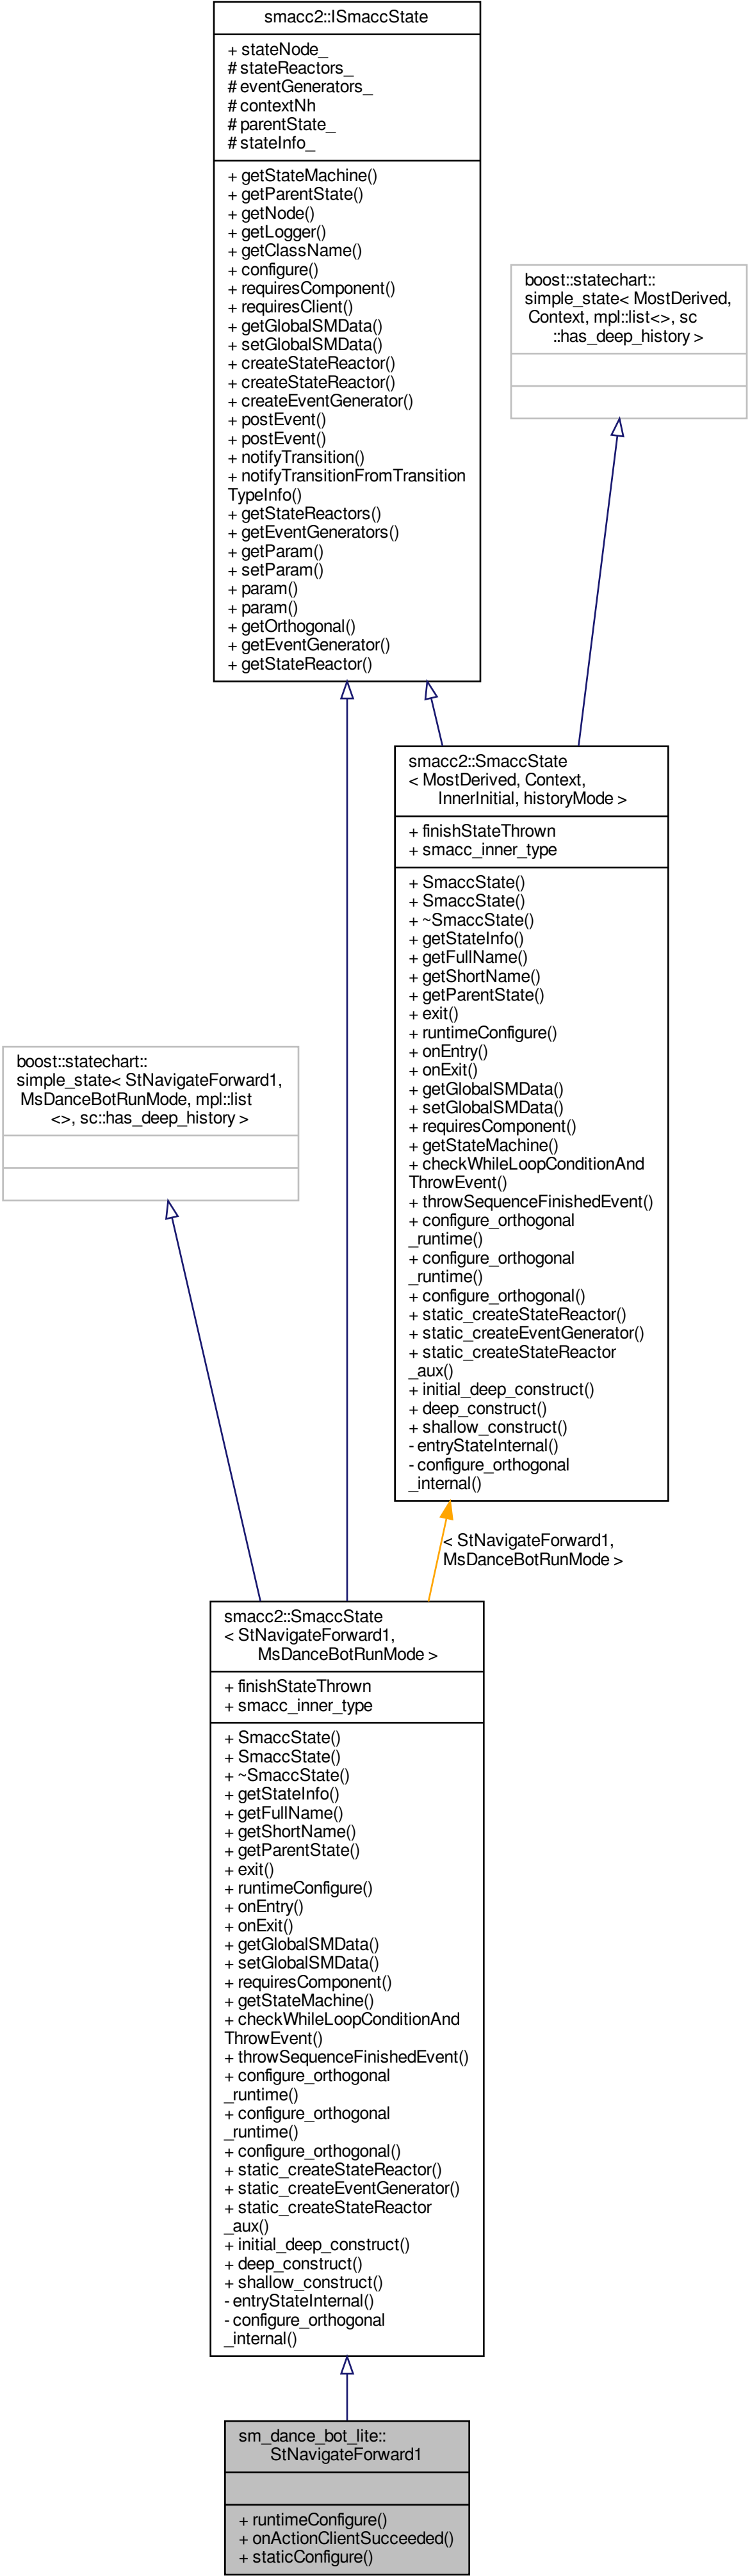 smacc2::ISmaccState
+ stateNode_
# stateReactors_
# eventGenerators_
# contextNh
# parentState_
# stateInfo_
+ getStateMachine()
+ getParentState()
+ getNode()
+ getLogger()
+ getClassName()
+ configure()
+ requiresComponent()
+ requiresClient()
+ getGlobalSMData()
+ setGlobalSMData()
+ createStateReactor()
+ createStateReactor()
+ createEventGenerator()
+ postEvent()
+ postEvent()
+ notifyTransition()
+ notifyTransitionFromTransition
TypeInfo()
+ getStateReactors()
+ getEventGenerators()
+ getParam()
+ setParam()
+ param()
+ param()
+ getOrthogonal()
+ getEventGenerator()
+ getStateReactor()
boost::statechart::
simple_state< MostDerived,
Context, mpl::list<>, sc
::has_deep_history >
smacc2::SmaccState
< MostDerived, Context,
InnerInitial, historyMode >
+ finishStateThrown
+ smacc_inner_type
+ SmaccState()
+ SmaccState()
+ ~SmaccState()
+ getStateInfo()
+ getFullName()
+ getShortName()
+ getParentState()
+ exit()
+ runtimeConfigure()
+ onEntry()
+ onExit()
+ getGlobalSMData()
+ setGlobalSMData()
+ requiresComponent()
+ getStateMachine()
+ checkWhileLoopConditionAnd
ThrowEvent()
+ throwSequenceFinishedEvent()
+ configure_orthogonal
_runtime()
+ configure_orthogonal
_runtime()
+ configure_orthogonal()
+ static_createStateReactor()
+ static_createEventGenerator()
+ static_createStateReactor
_aux()
+ initial_deep_construct()
+ deep_construct()
+ shallow_construct()
- entryStateInternal()
- configure_orthogonal
_internal()
boost::statechart::
simple_state< StNavigateForward1,
MsDanceBotRunMode, mpl::list
<>, sc::has_deep_history >
< StNavigateForward1,
MsDanceBotRunMode >
smacc2::SmaccState
< StNavigateForward1,
MsDanceBotRunMode >
+ finishStateThrown
+ smacc_inner_type
+ SmaccState()
+ SmaccState()
+ ~SmaccState()
+ getStateInfo()
+ getFullName()
+ getShortName()
+ getParentState()
+ exit()
+ runtimeConfigure()
+ onEntry()
+ onExit()
+ getGlobalSMData()
+ setGlobalSMData()
+ requiresComponent()
+ getStateMachine()
+ checkWhileLoopConditionAnd
ThrowEvent()
+ throwSequenceFinishedEvent()
+ configure_orthogonal
_runtime()
+ configure_orthogonal
_runtime()
+ configure_orthogonal()
+ static_createStateReactor()
+ static_createEventGenerator()
+ static_createStateReactor
_aux()
+ initial_deep_construct()
+ deep_construct()
+ shallow_construct()
- entryStateInternal()
- configure_orthogonal
_internal()
sm_dance_bot_lite::
StNavigateForward1
+ runtimeConfigure()
+ onActionClientSucceeded()
+ staticConfigure()